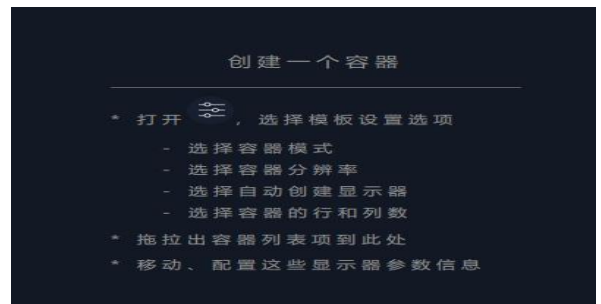 创建一个容器
* 打开 , 选择模板设置选项
- 选择容器模式
- 选择容器分辨率
- 选择自动创建显示器
- 选择容器的行和列数
* 拖拉出容器列表项到此处
* 移动、配置这些显示器参数信息